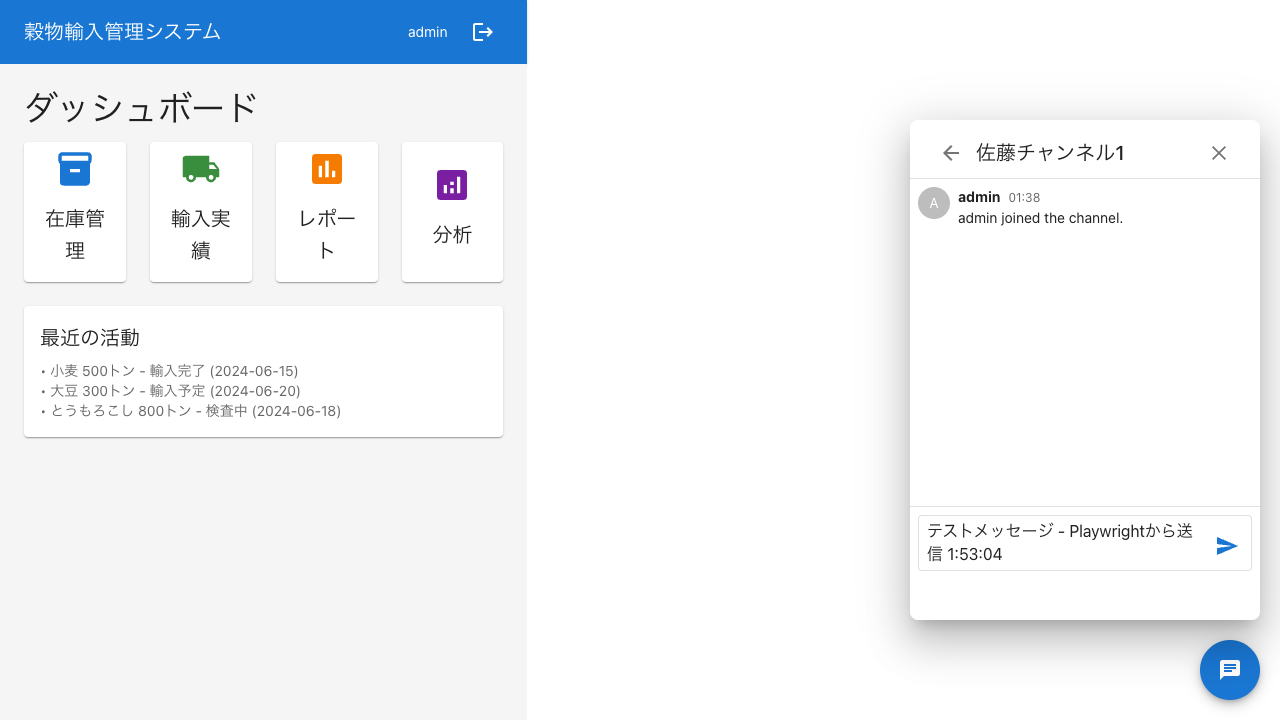 穀物輸入管理システム
admin
ダッシュボード
在庫管
理
輸入実
績
レポー
ト
分析
最近の活動
• 小麦 500トン - 輸入完了 (2024-06-15)
• 大豆 300トン - 輸入予定 (2024-06-20)
• とうもろこし 800トン - 検査中 (2024-06-18)
佐藤チャンネル1
A
admin 01:38
admin joined the channel.
テストメッセージ - Playwrightから送
信 1:53:04